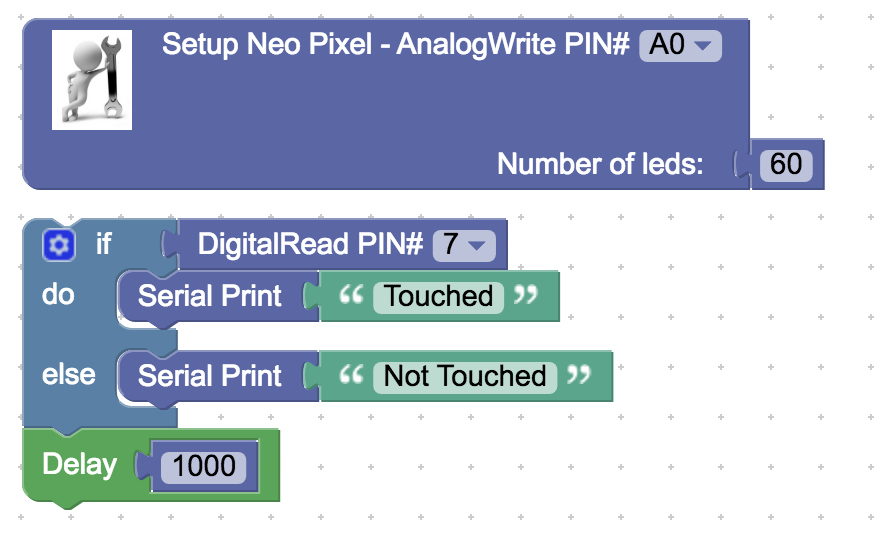 Setup Neo Pixel - AnalogWrite PIN# A0
Number of leds: 60
if DigitalRead PIN# 7
do Serial Print “ Touched ”
else Serial Print “ Not Touched ”
Delay 1000